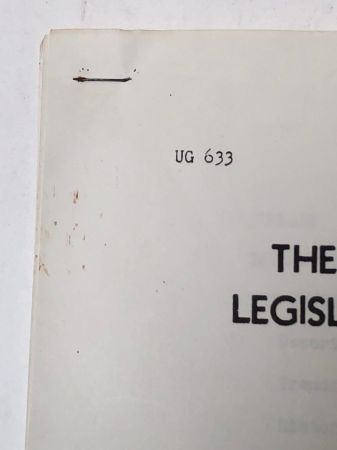 UG 633
THE
LEGISL